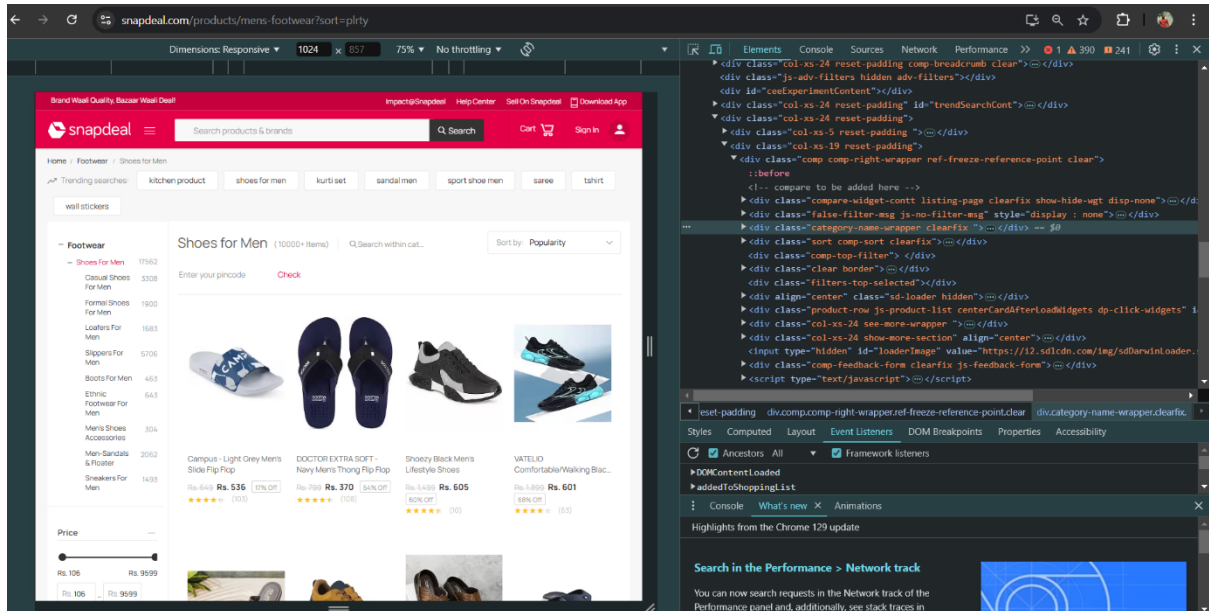 snapdeal.com/products/mens-footwear?sort=plrty
Dimensions: Responsive ▼ 1024 x 857 75% ▼ No throttling ▼
Brand Waali Quality, Bazaar Waali Deal!
Impact@Snapdeal Help Center Sell On Snapdeal Download App
snapdeal
Search products & brands
Search
Cart
Sign In
Home / Footwear / Shoes for Men
Trending searches: kitchen product shoes for men kurti set sandal men sport shoe men saree tshirt
wall stickers
Footwear
Shoes For Men 17562
Casual Shoes For Men 3308
Formal Shoes For Men 1900
Loafers For Men 1683
Slippers For Men 5706
Boots For Men 463
Ethnic Footwear For Men 643
Men's Shoes Accessories 304
Men-Sandals & Floater 2062
Sneakers For Men 1493
Price
Rs. 106 Rs. 9599
Rs. 106 - Rs. 9599
Shoes for Men (10000+ Items) Search within cat... Sort by: Popularity
Enter your pincode Check
CAMPUS
Campus - Light Grey Men's
Slide Flip Flop
Rs. 649 Rs. 536 17% Off
(103)
DOCTOR EXTRA SOFT -
Navy Men's Thong Flip Flop
Rs. 799 Rs. 370 54% Off
(108)
Shoezy Black Men's
Lifestyle Shoes
Rs. 1,499 Rs. 605
60% Off
(10)
VATELIO
Comfortable/Walking Blac...
Rs. 1,899 Rs. 601
68% Off
(63)
Elements Console Sources Network Performance 1 390 241
<div class="col-xs-24 reset-padding comp-breadcrumb clear">…</div>
<div class="js-adv-filters hidden adv-filters"></div>
<div id="ceeExperimentContent"></div>
<div class="col-xs-24 reset-padding" id="trendSearchCont">…</div>
<div class="col-xs-24 reset-padding">
<div class="col-xs-5 reset-padding ">…</div>
<div class="col-xs-19 reset-padding">
<div class="comp comp-right-wrapper ref-freeze-reference-point clear">
::before
<!-- compare to be added here -->
<div class="compare-widget-contt listing-page clearfix show-hide-wgt disp-none">…</d
<div class="false-filter-msg js-no-filter-msg" style="display : none">…</div>
<div class="category-name-wrapper clearfix ">…</div> == $0
<div class="sort comp-sort clearfix">…</div>
<div class="comp-top-filter"> </div>
<div class="clear border">…</div>
<div class="filters-top-selected"></div>
<div align="center" class="sd-loader hidden">…</div>
<div class="product-row js-product-list centerCardAfterLoadWidgets dp-click-widgets" i
<div class="col-xs-24 see-more-wrapper ">…</div>
<div class="col-xs-24 show-more-section" align="center">…</div>
<input type="hidden" id="loaderImage" value="https://i2.sdlcdn.com/img/sdDarwinLoader.
<div class="comp-feedback-form clearfix js-feedback-form">…</div>
<script type="text/javascript">…</script>
eset-padding div.comp.comp-right-wrapper.ref-freeze-reference-point.clear div.category-name-wrapper.clearfix.
Styles Computed Layout Event Listeners DOM Breakpoints Properties Accessibility
Ancestors All ▼ Framework listeners
DOMContentLoaded
addedToShoppingList
Console What's new Animations
Highlights from the Chrome 129 update
Search in the Performance > Network track
You can now search requests in the Network track of the
Performance panel and, additionally, see stack traces in